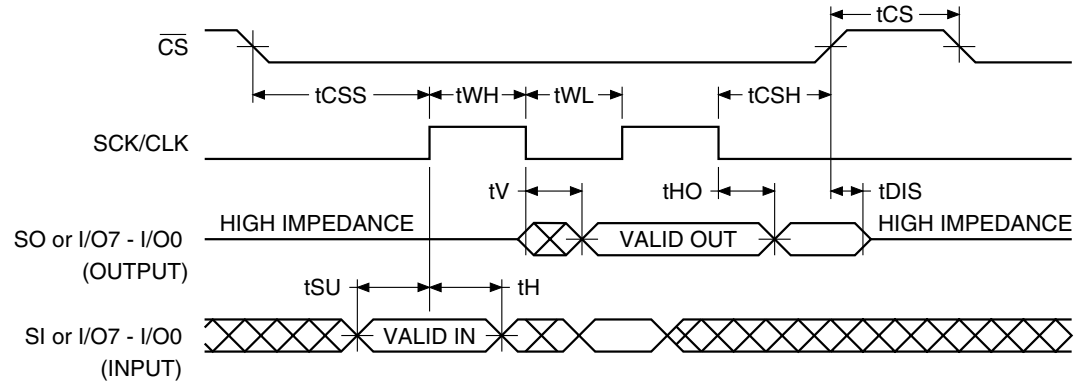 tCS
CS
tCSS
tWH
tWL
tCSH
SCK/CLK
tV
tHO
tDIS
HIGH IMPEDANCE
HIGH IMPEDANCE
SO or I/O7 - I/O0
(OUTPUT)
VALID OUT
tSU
tH
SI or I/O7 - I/O0
(INPUT)
VALID IN